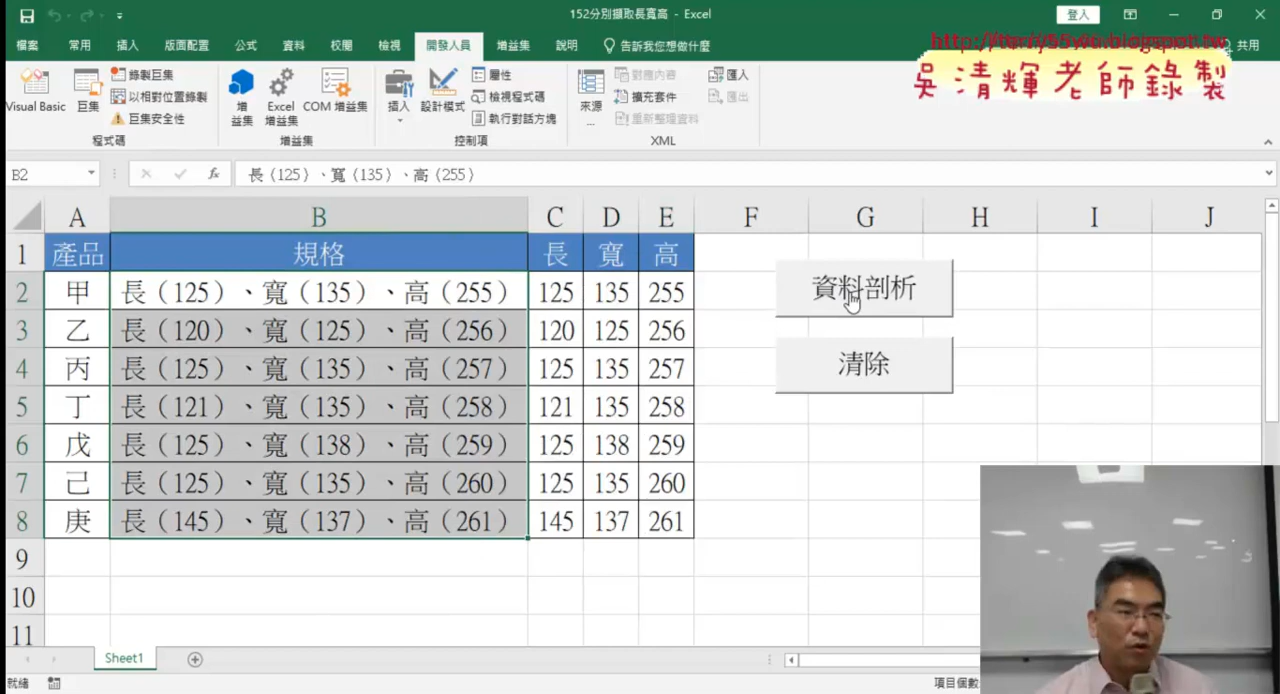 152分別擷取長寬高 - Excel
登入
檔案 常用 插入 版面配置 公式 資料 校閱 檢視 開發人員 增益集 說明 告訴我您想做什麼 共用
吳清輝老師錄製
Visual Basic 巨集 錄製巨集 以相對位置錄製 巨集安全性
增益集 Excel 增益集 COM 增益集
插入 設計模式 屬性 檢視程式碼 執行對話方塊
來源 ... 對應內容 擴充套件 重新整理資料 匯入 匯出
程式碼 增益集 控制項 XML
B2 fx 長（125）、寬（135）、高（255）
A B C D E F G H I J
1 產品 規格 長 寬 高
2 甲 長（125）、寬（135）、高（255） 125 135 255
資料剖析
3 乙 長（120）、寬（125）、高（256） 120 125 256
4 丙 長（125）、寬（135）、高（257） 125 135 257
清除
5 丁 長（121）、寬（135）、高（258） 121 135 258
6 戊 長（125）、寬（138）、高（259） 125 138 259
7 己 長（125）、寬（135）、高（260） 125 135 260
8 庚 長（145）、寬（137）、高（261） 145 137 261
9
10
11
Sheet1
就緒 項目個數